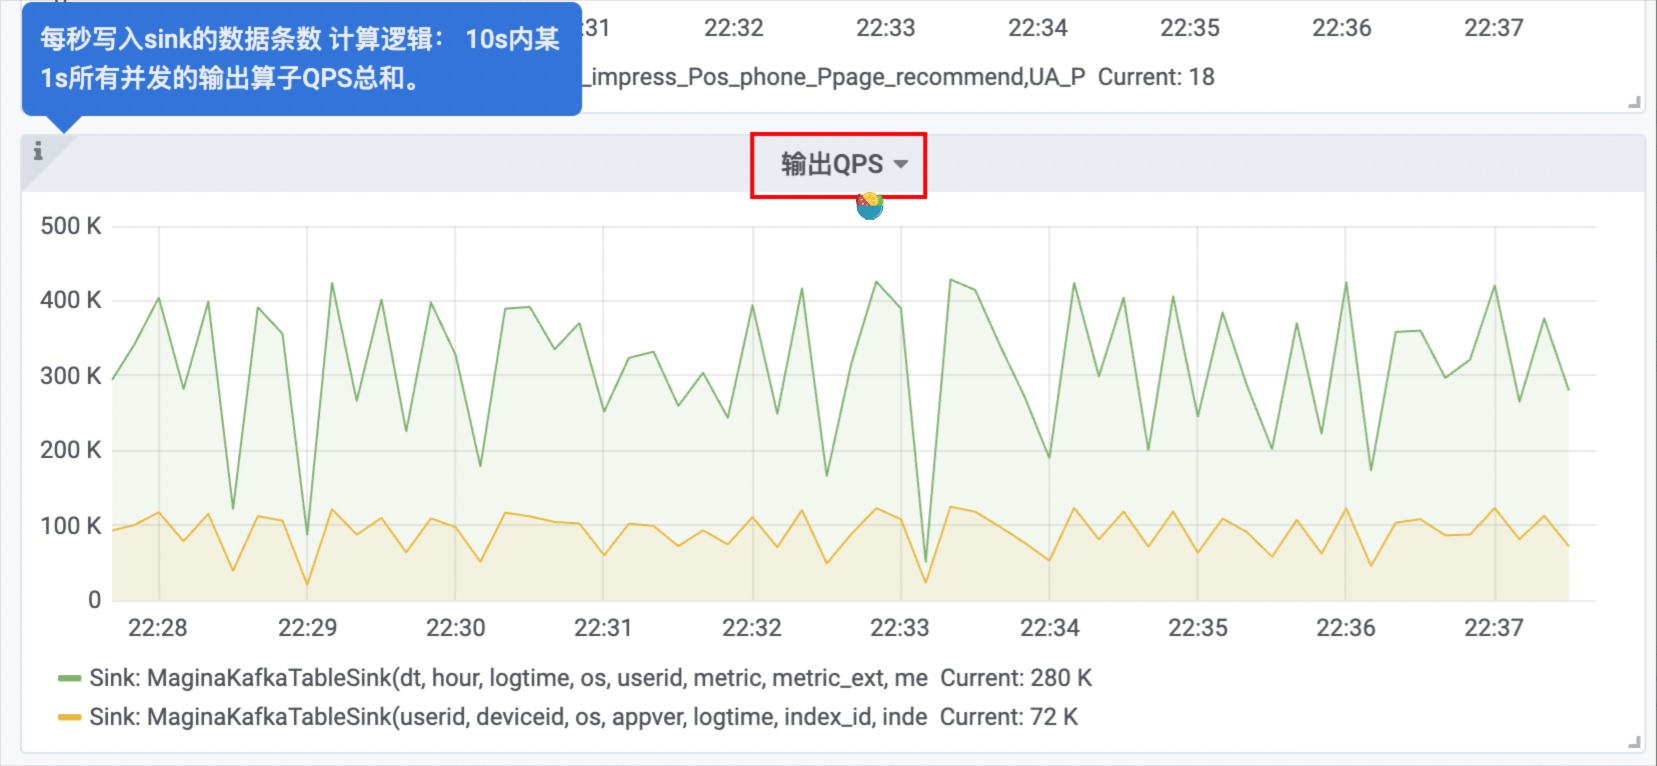 每秒写入sink的数据条数 计算逻辑： 10s内某
1s所有并发的输出算子QPS总和。
:31 22:32 22:33 22:34 22:35 22:36 22:37
_impress_Pos_phone_Ppage_recommend,UA_P Current: 18
i
输出QPS
500 K
400 K
300 K
200 K
100 K
0
22:28 22:29 22:30 22:31 22:32 22:33 22:34 22:35 22:36 22:37
Sink: MaginaKafkaTableSink(dt, hour, logtime, os, userid, metric, metric_ext, me Current: 280 K
Sink: MaginaKafkaTableSink(userid, deviceid, os, appver, logtime, index_id, inde Current: 72 K